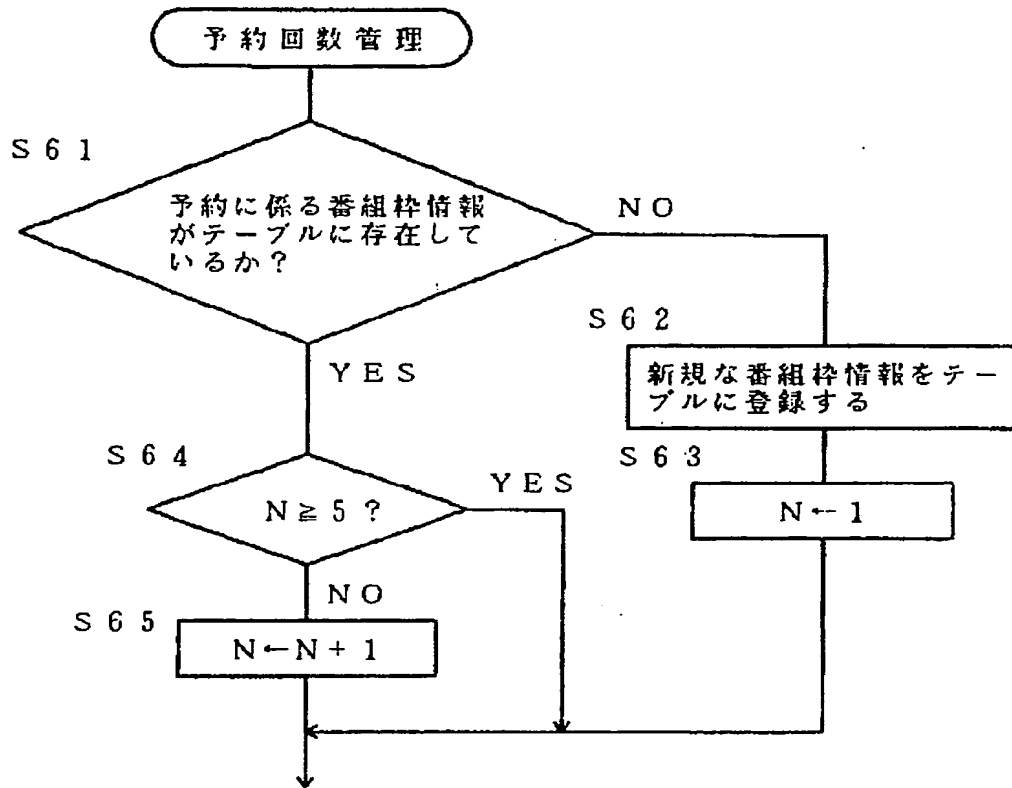 予約回数管理
S61
予約に係る番組枠情報
がテーブルに存在して
いるか？
NO
YES
S62
新規な番組枠情報をテー
ブルに登録する
S63
N←1
S64
N≧5？
YES
NO
S65
N←N+1